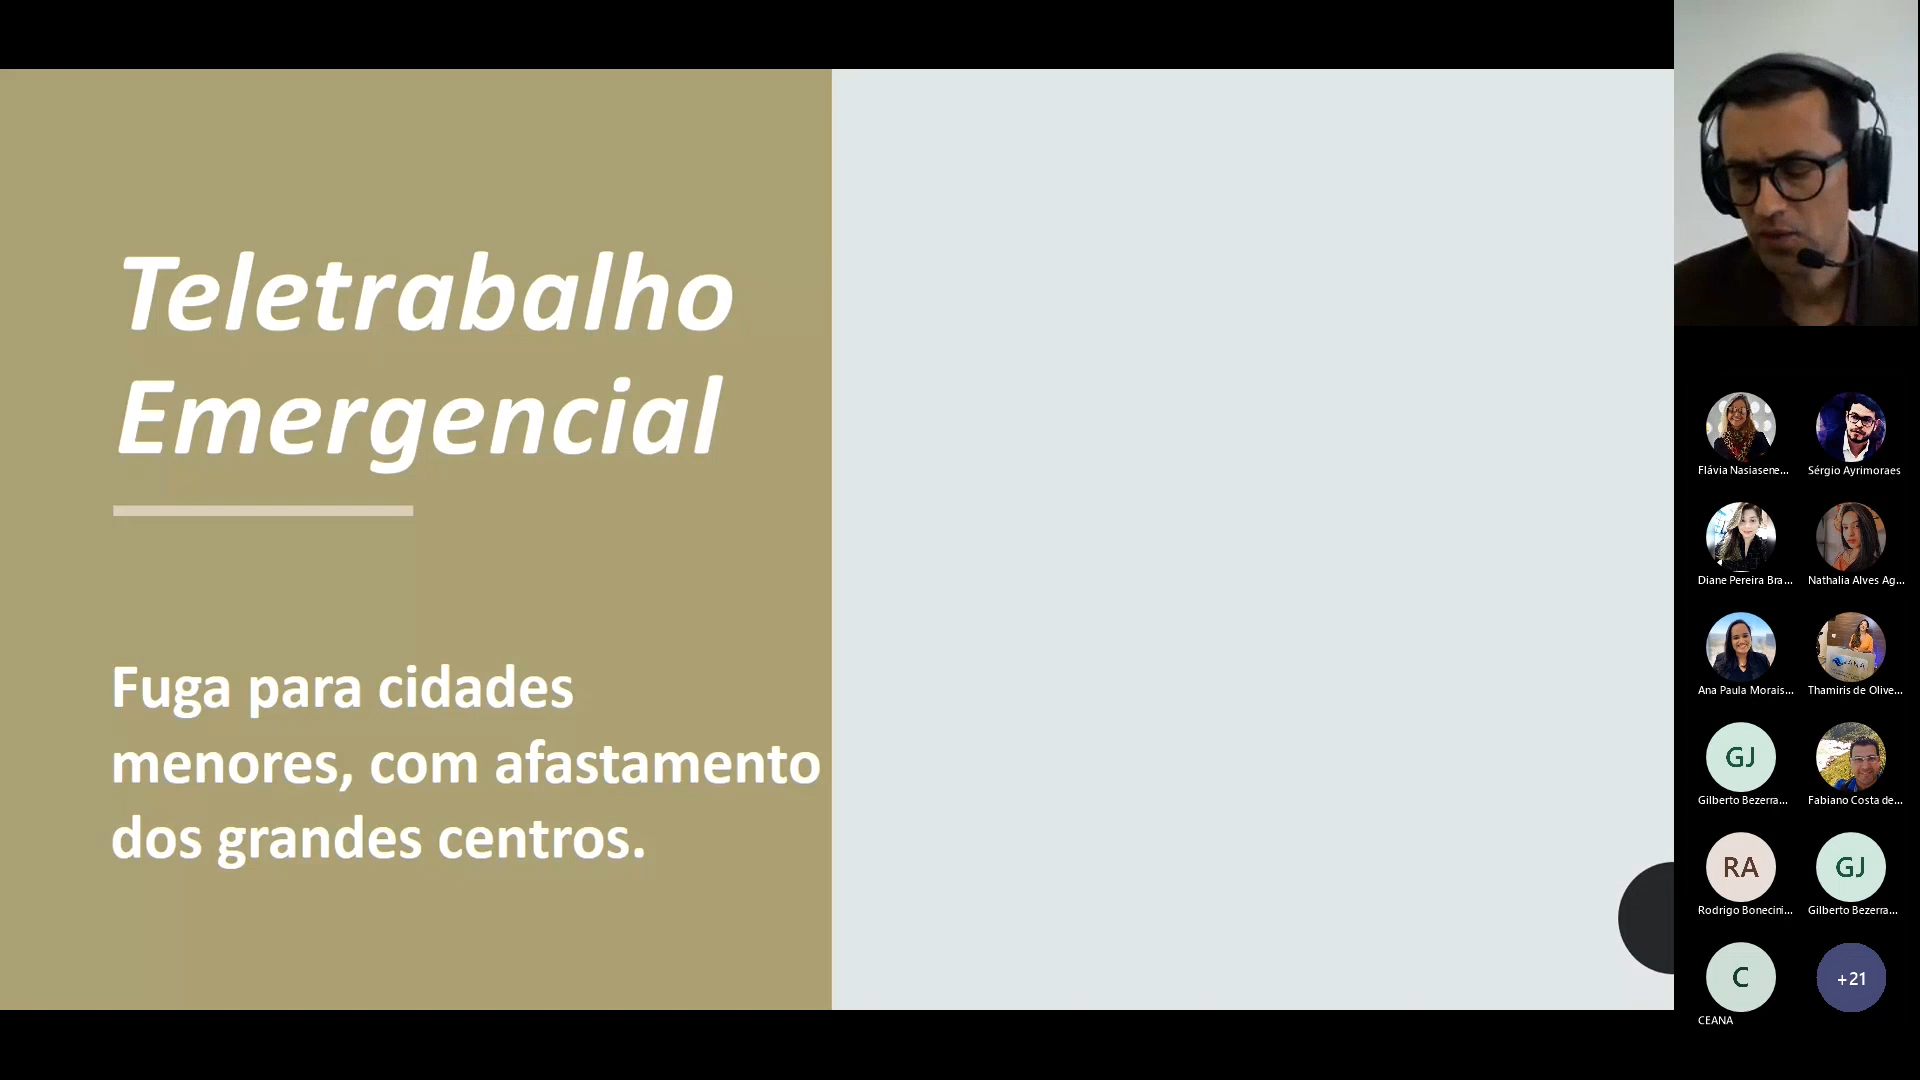 Teletrabalho
Emergencial
Fuga para cidades
menores, com afastamento
dos grandes centros.
Flávia Nasiasene...
Sérgio Ayrimoraes
Diane Pereira Bra...
Nathalia Alves Ag...
Ana Paula Morais...
Thamiris de Olive...
GJ
Gilberto Bezerra...
Fabiano Costa de...
RA
Rodrigo Bonecini...
GJ
Gilberto Bezerra...
C
CEANA
+21